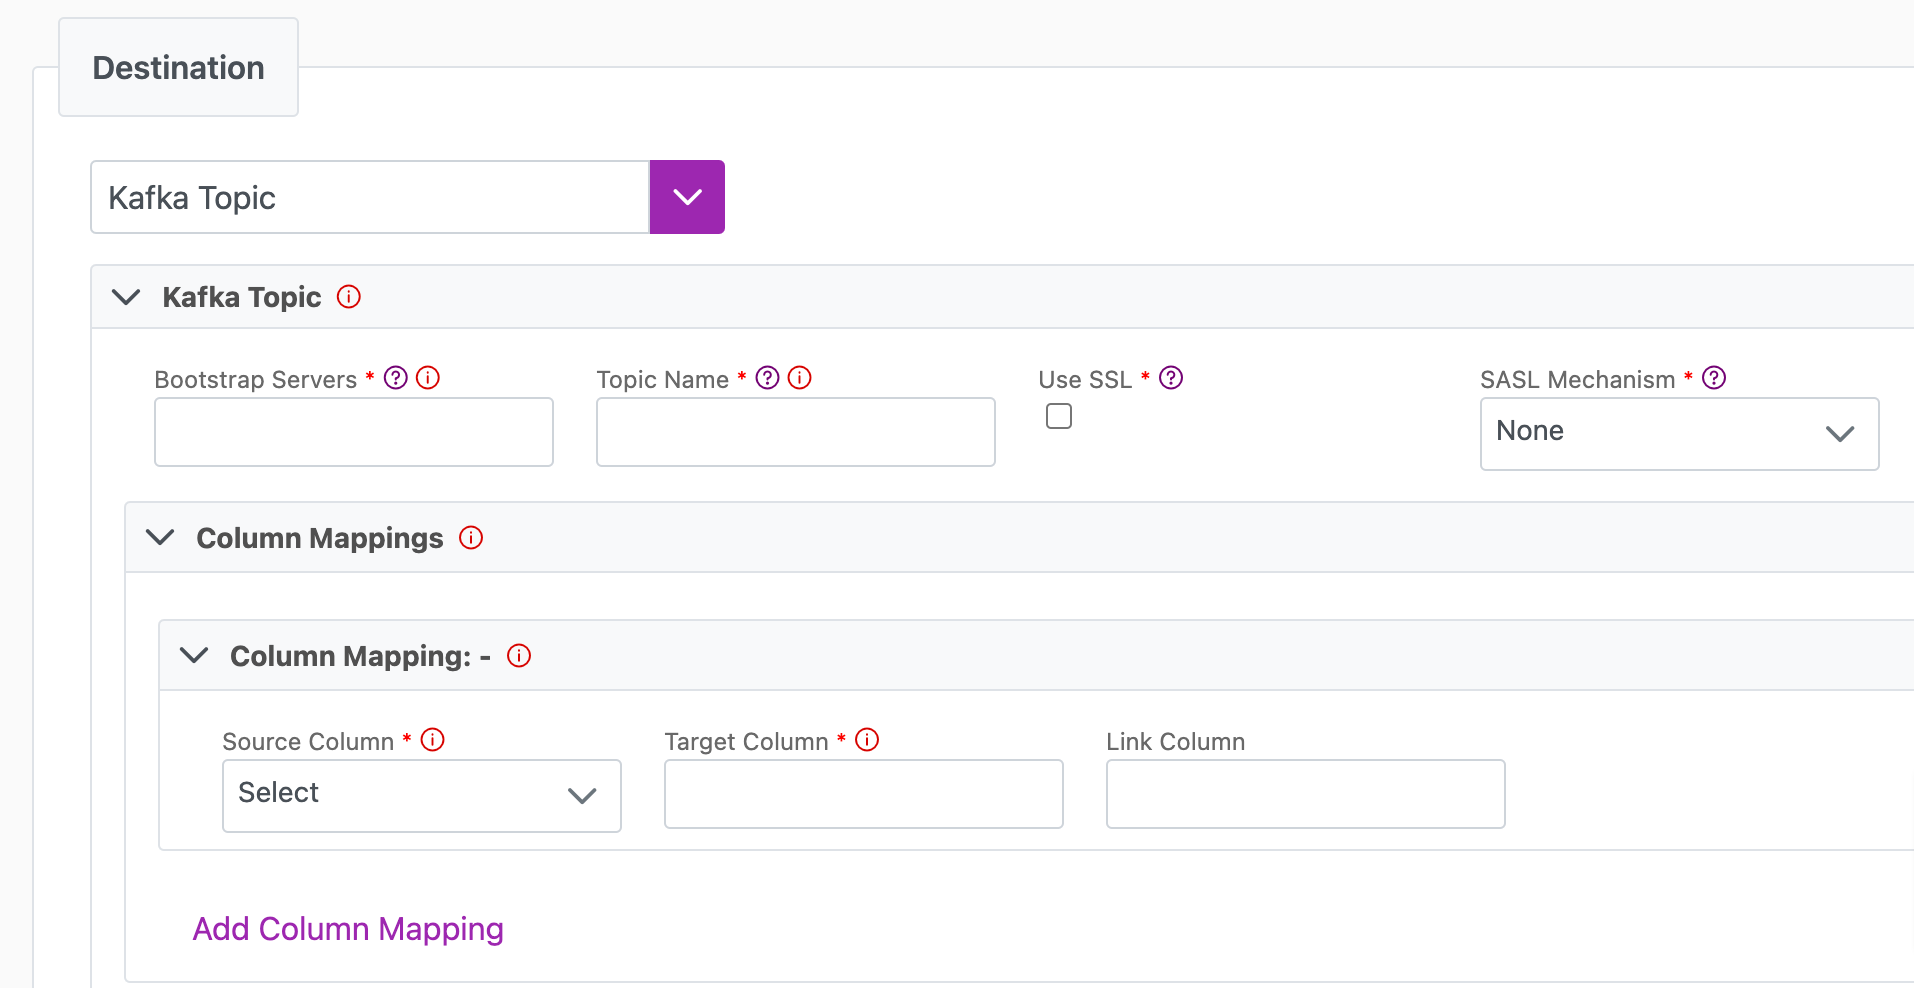 Destination
Kafka Topic
Kafka Topic
Bootstrap Servers * Topic Name * Use SSL * SASL Mechanism *
None
Column Mappings
Column Mapping: -
Source Column * Target Column * Link Column
Select
Add Column Mapping